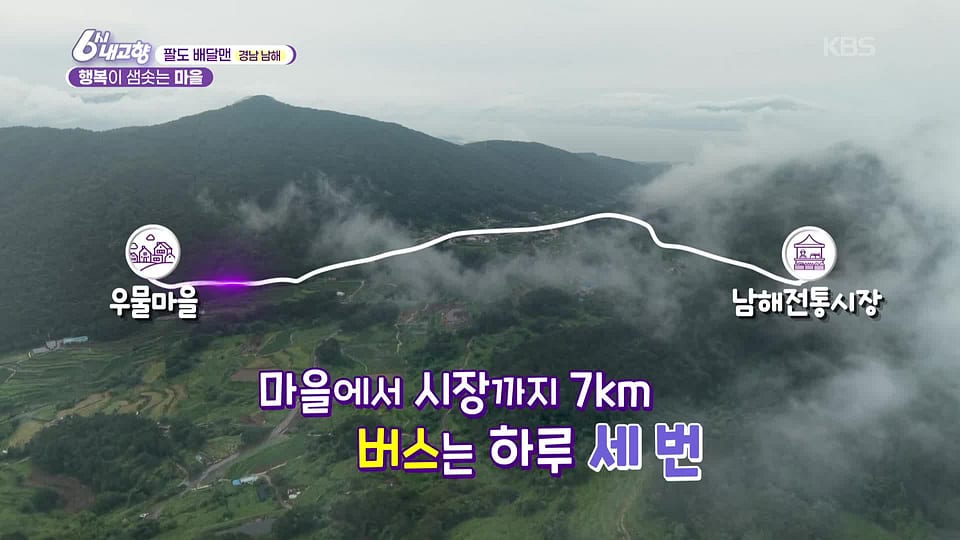 6시 내고향
팔도 배달맨 경남 남해
행복이 샘솟는 마을
KBS
우물마을
남해전통시장
마을에서 시장까지 7km
버스는 하루 세 번